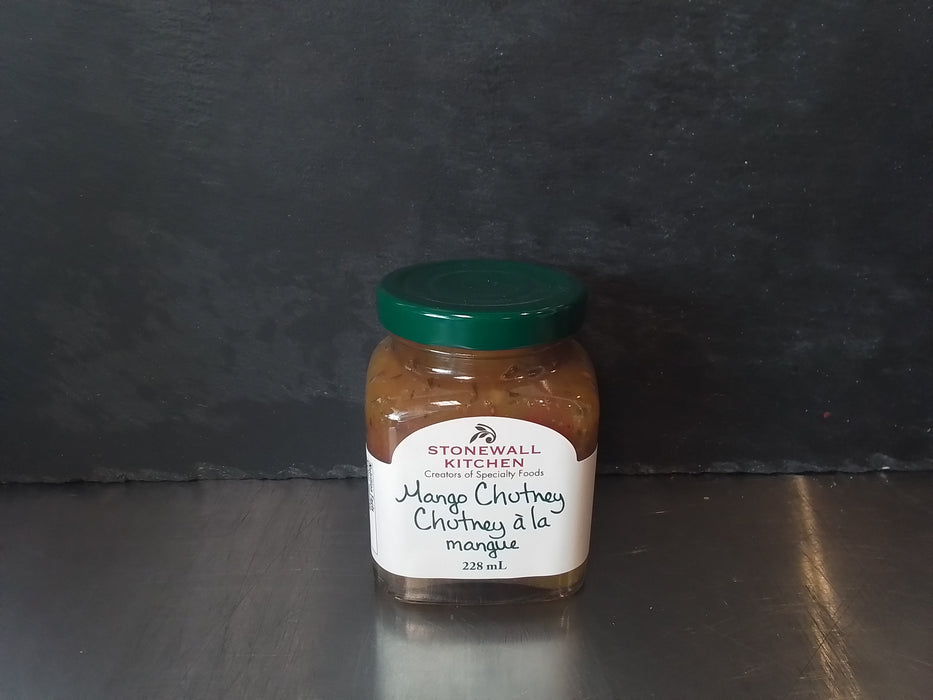 STONEWALL
KITCHEN
Creators of Specialty Foods
Mango Chutney
Chutney à la
mangue
228 mL